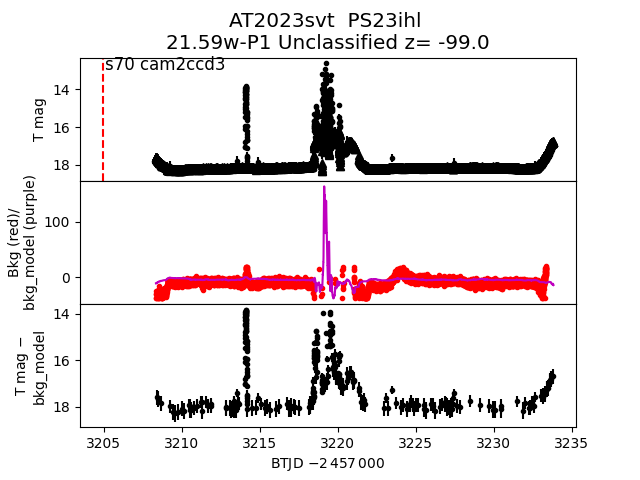 AT2023svt  PS23ihl
21.59w-P1 Unclassified z= -99.0
s70 cam2ccd3
T mag
14
16
18
Bkg (red)/
bkg_model (purple)
100
0
T mag −
bkg_model
14
16
18
3205 3210 3215 3220 3225 3230 3235
BTJD −2 457 000